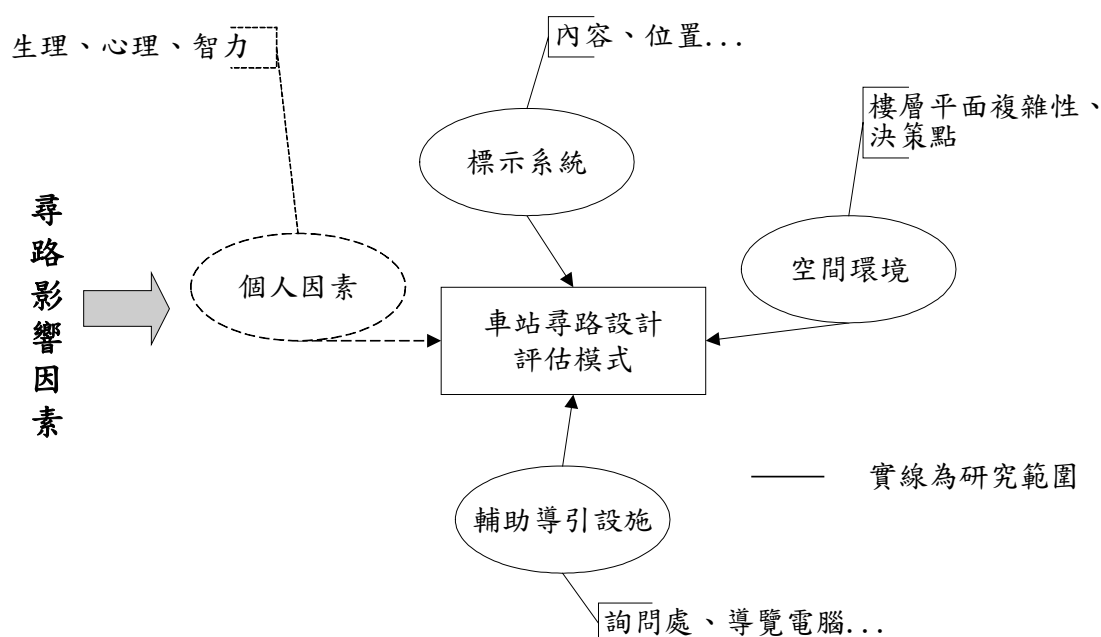 生理、心理、智力
內容、位置...
樓層平面複雜性、
決策點
標示系統
尋路影響因素
個人因素
空間環境
車站尋路設計
評估模式
實線為研究範圍
輔助導引設施
詢問處、導覽電腦...